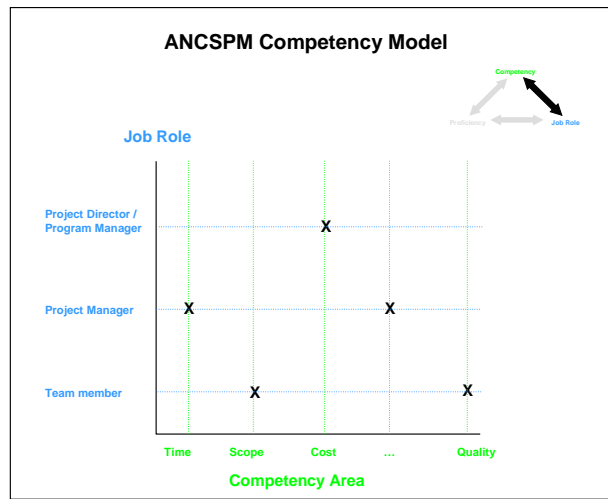 ANCSPM Competency Model
Competency
Proficiency
Job Role
Job Role
Project Director /
Program Manager
X
Project Manager
X
X
Team member
X
X
Time
Scope
Cost
...
Quality
Competency Area